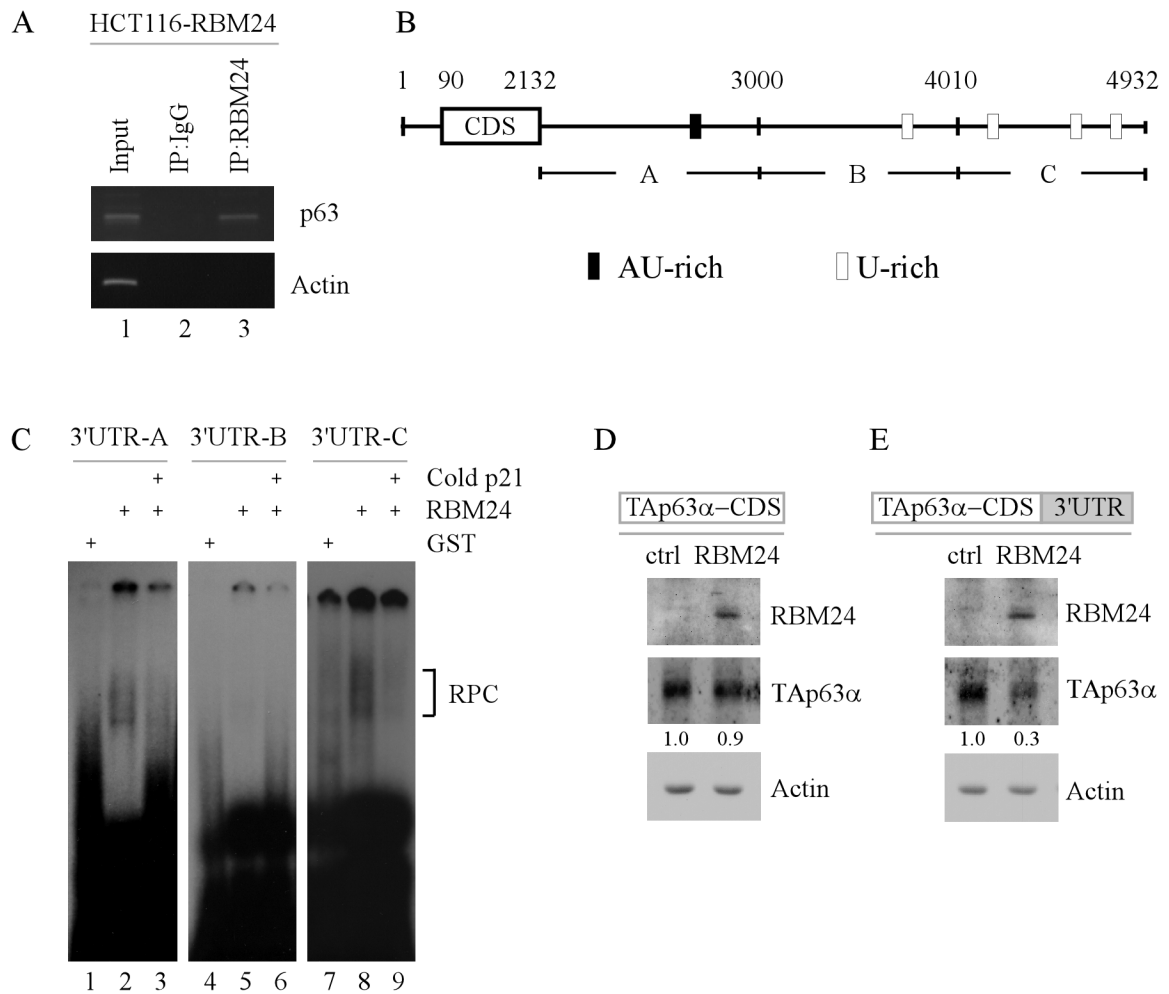 A
HCT116-RBM24
Input
IP:IgG
IP:RBM24
p63
Actin
1 2 3
B
1 90 2132 3000 4010 4932
CDS
A B C
AU-rich U-rich
C
3'UTR-A 3'UTR-B 3'UTR-C
+ + + Cold p21
+ + + + + + RBM24
+ + + GST
RPC
1 2 3 4 5 6 7 8 9
D
TAp63α–CDS
ctrl RBM24
RBM24
TAp63α
1.0 0.9
Actin
E
TAp63α–CDS 3'UTR
ctrl RBM24
RBM24
TAp63α
1.0 0.3
Actin